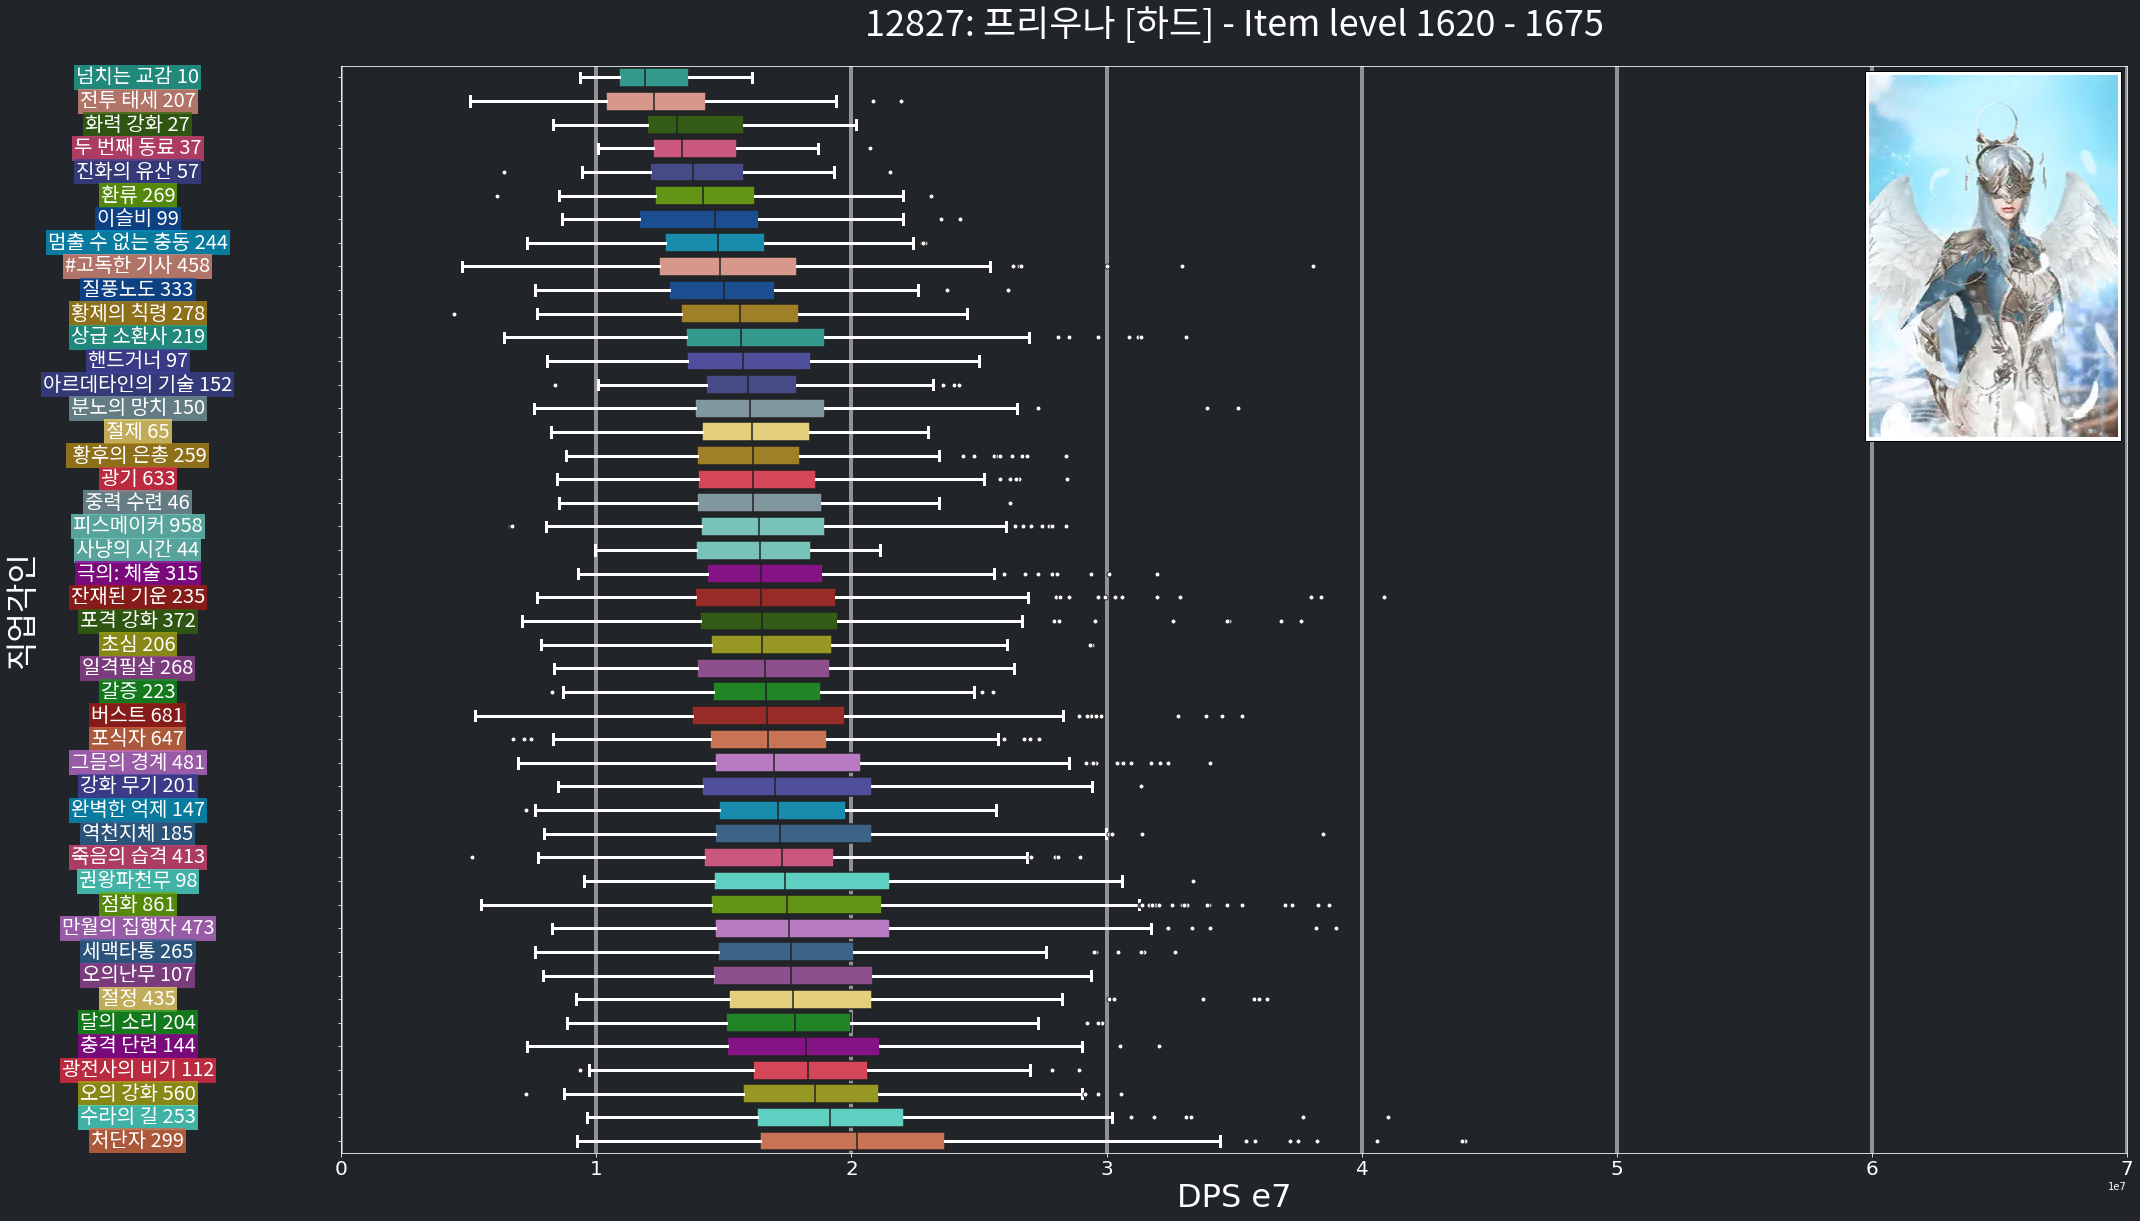 12827: 프리우나 [하드] - Item level 1620 - 1675
직업각인
넘치는 교감 10
전투 태세 207
화력 강화 27
두 번째 동료 37
진화의 유산 57
환류 269
이슬비 99
멈출 수 없는 충동 244
#고독한 기사 458
질풍노도 333
황제의 칙령 278
상급 소환사 219
핸드거너 97
아르데타인의 기술 152
분노의 망치 150
절제 65
황후의 은총 259
광기 633
중력 수련 46
피스메이커 958
사냥의 시간 44
극의: 체술 315
잔재된 기운 235
포격 강화 372
초심 206
일격필살 268
갈증 223
버스트 681
포식자 647
그믐의 경계 481
강화 무기 201
완벽한 억제 147
역천지체 185
죽음의 습격 413
권왕파천무 98
점화 861
만월의 집행자 473
세맥타통 265
오의난무 107
절정 435
달의 소리 204
충격 단련 144
광전사의 비기 112
오의 강화 560
수라의 길 253
처단자 299
0 1 2 3 4 5 6 7
1e7
DPS e7